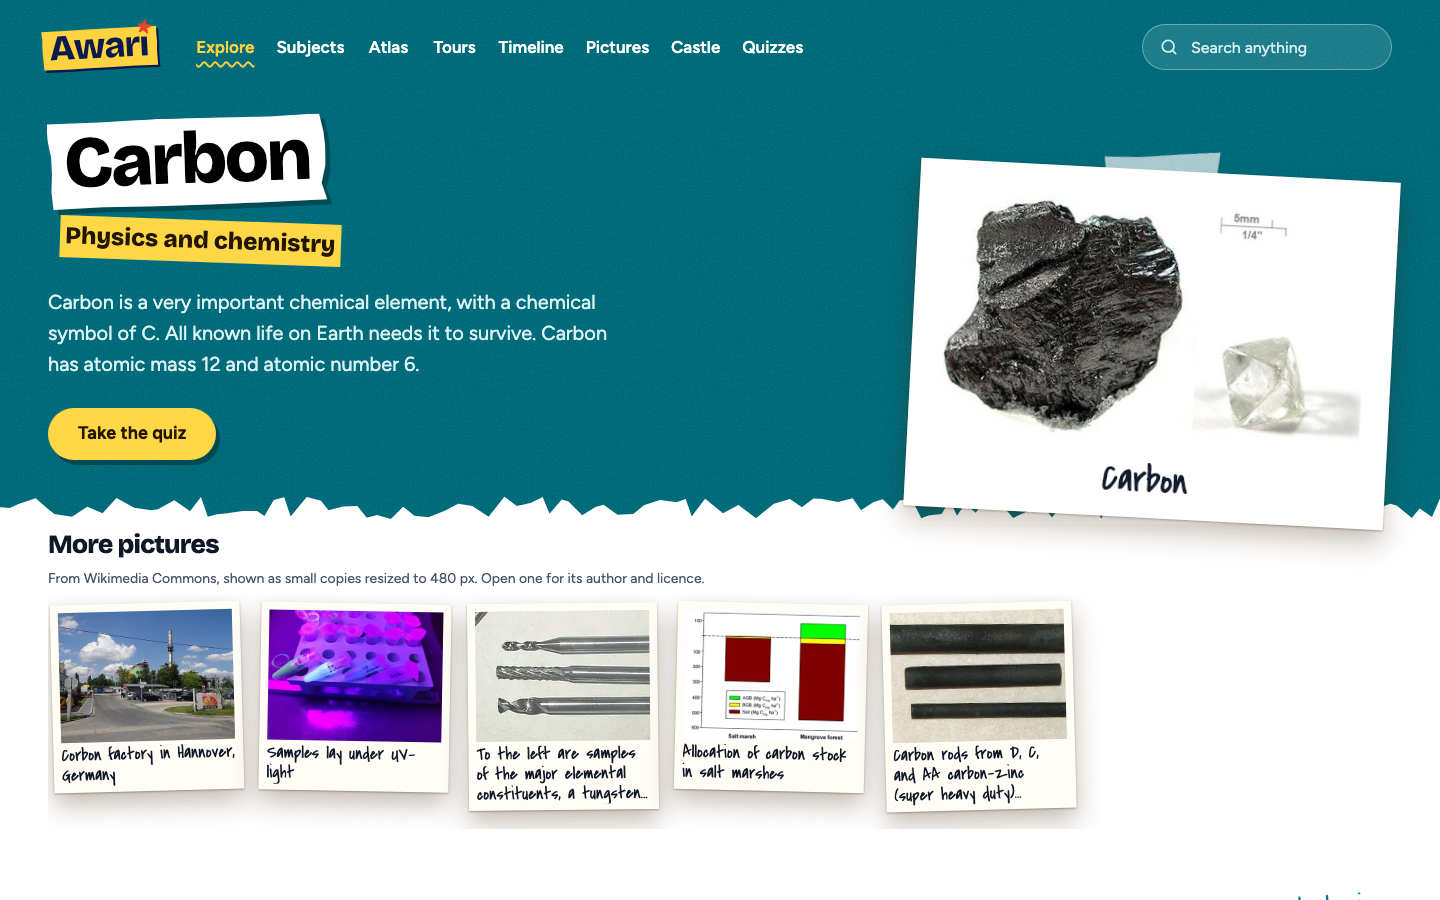 Awari
Explore
Subjects
Atlas
Tours
Timeline
Pictures
Castle
Quizzes
Search anything
Carbon
Physics and chemistry
Carbon is a very important chemical element, with a chemical
symbol of C. All known life on Earth needs it to survive. Carbon
has atomic mass 12 and atomic number 6.
Take the quiz
5mm
1/4"
Carbon
More pictures
From Wikimedia Commons, shown as small copies resized to 480 px. Open one for its author and licence.
Corbon factory in Hannover,
Germany
Samples lay under UV-
light
To the left are samples
of the major elemental
constituents, a tungsten...
Salt marsh
Mangrove forest
Allocation of carbon stock
in salt marshes
Carbon rods from D, C,
and AA carbon-zinc
(super heavy duty)...